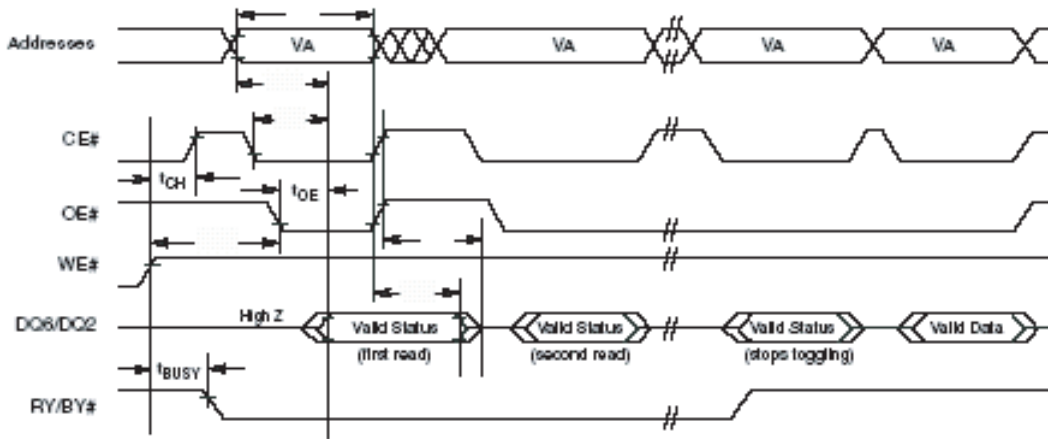 Addresses VA VA VA VA
CE#
tCH tOE
OE#
WE#
DQ6/DQ2 High Z Valid Status Valid Status Valid Status Valid Data
(first read) (second read) (stops toggling)
tBUSY
RY/BY#